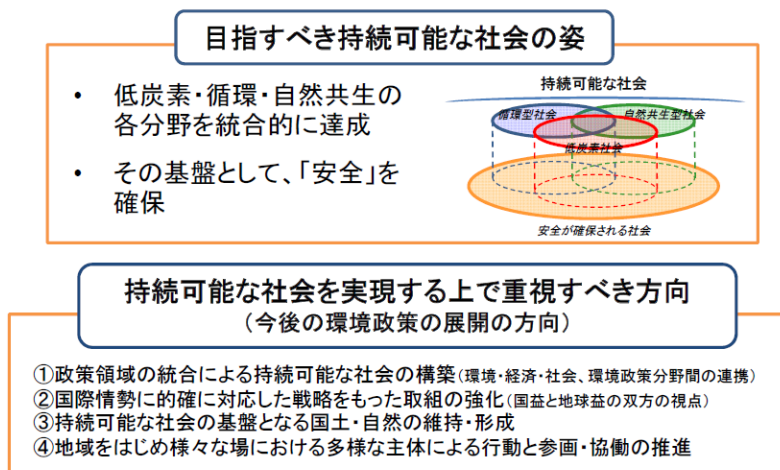 目指すべき持続可能な社会の姿
• 低炭素・循環・自然共生の
各分野を統合的に達成
• その基盤として、「安全」を
確保
持続可能な社会
循環型社会
自然共生型社会
低炭素社会
安全が確保される社会
持続可能な社会を実現する上で重視すべき方向
（今後の環境政策の展開の方向）
①政策領域の統合による持続可能な社会の構築（環境・経済・社会、環境政策分野間の連携）
②国際情勢に的確に対応した戦略をもった取組の強化（国益と地球益の双方の視点）
③持続可能な社会の基盤となる国土・自然の維持・形成
④地域をはじめ様々な場における多様な主体による行動と参画・協働の推進